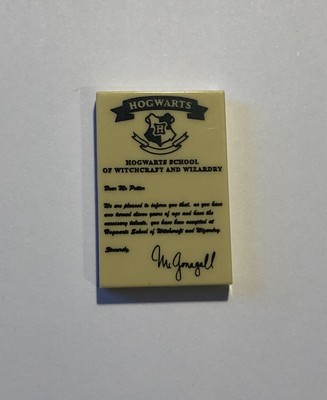 HOGWARTS
H
HOGWARTS SCHOOL
OF WITCHCRAFT AND WIZARDRY
Dear Mr Potter
We are pleased to inform you that, as you have
now turned eleven years of age and have the
necessary talents, you have been accepted at
Hogwarts School of Witchcraft and Wizardry.
Sincerely,
McGonagall